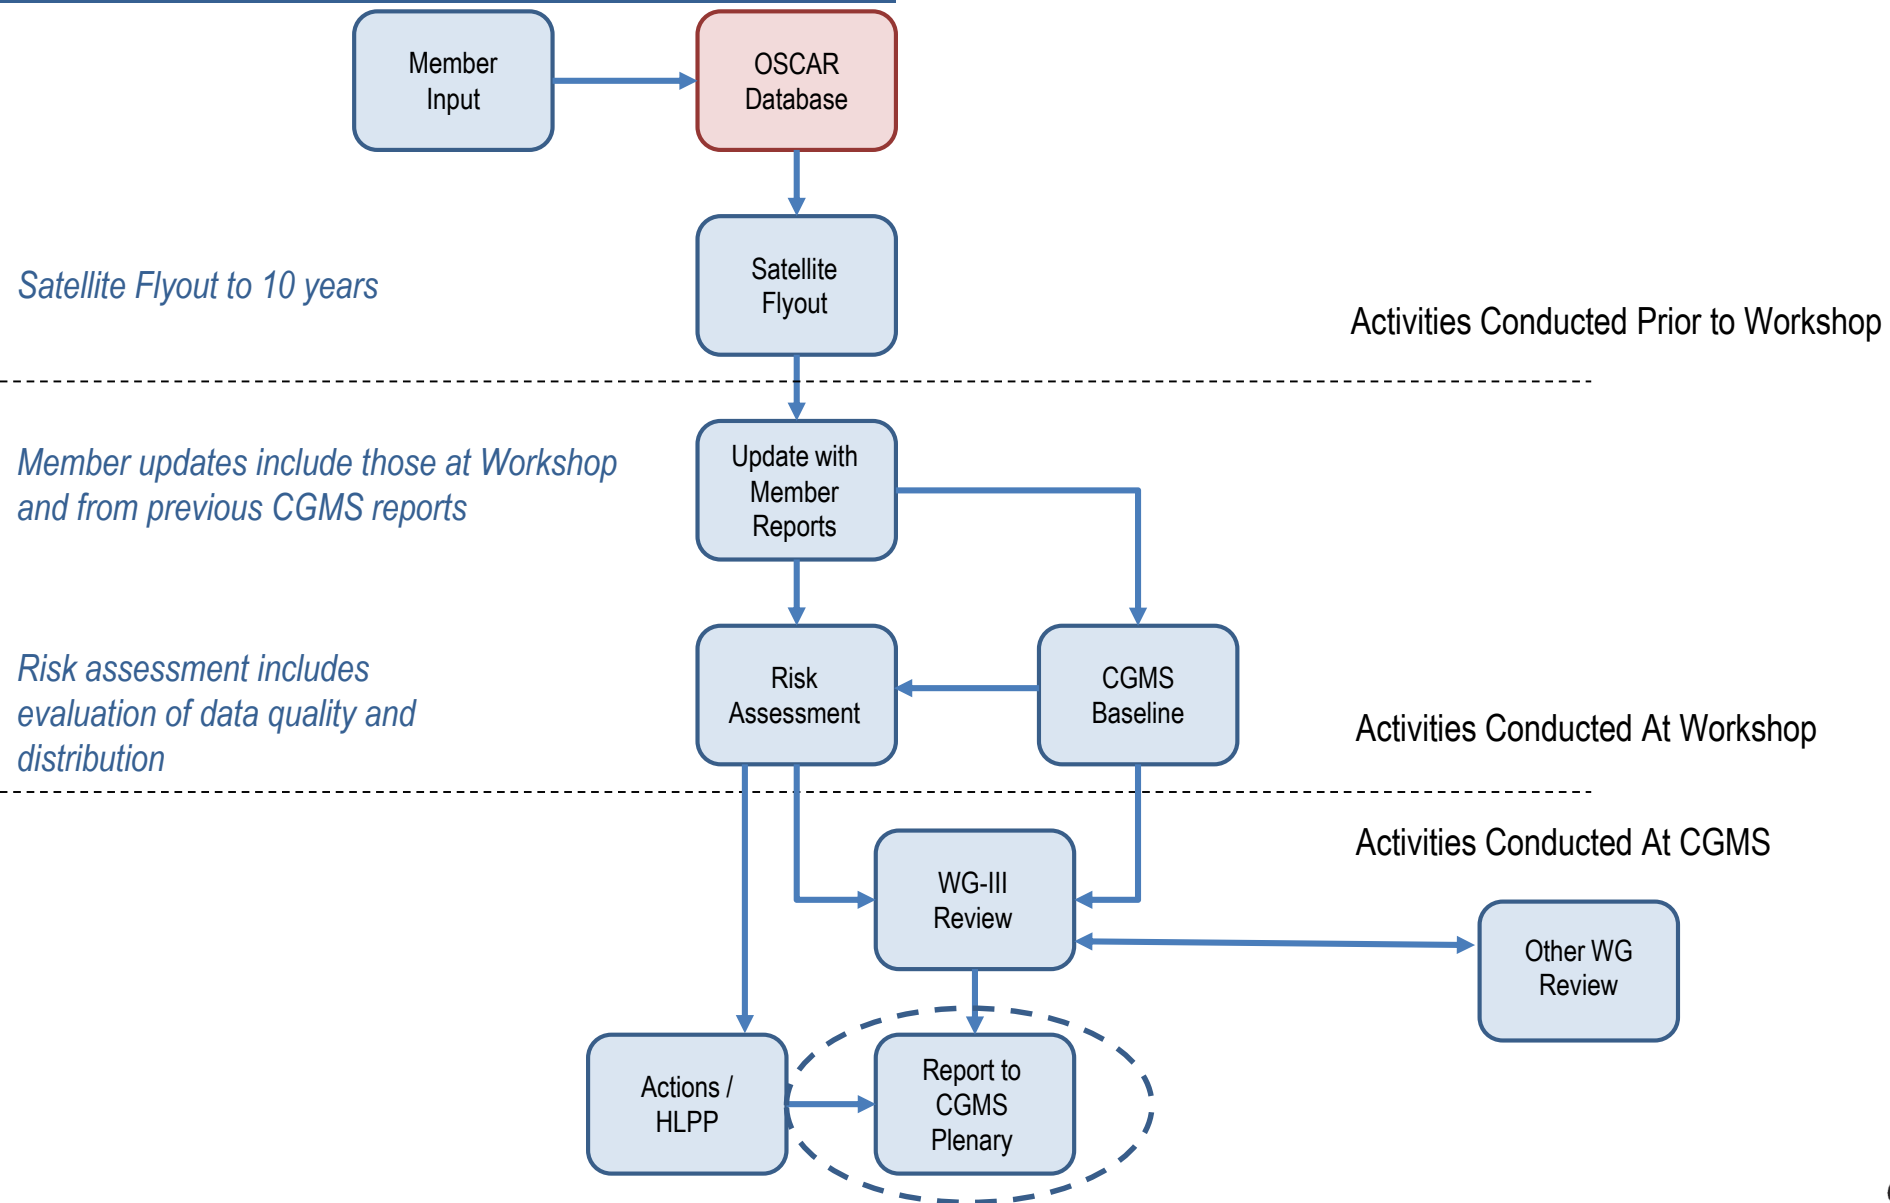 Member
Input
OSCAR
Database
Satellite
Flyout
Satellite Flyout to 10 years
Activities Conducted Prior to Workshop
Member updates include those at Workshop
and from previous CGMS reports
Update with
Member
Reports
Risk assessment includes
evaluation of data quality and
distribution
Risk
Assessment
CGMS
Baseline
Activities Conducted At Workshop
Activities Conducted At CGMS
WG-III
Review
Other WG
Review
Actions /
HLPP
Report to
CGMS
Plenary